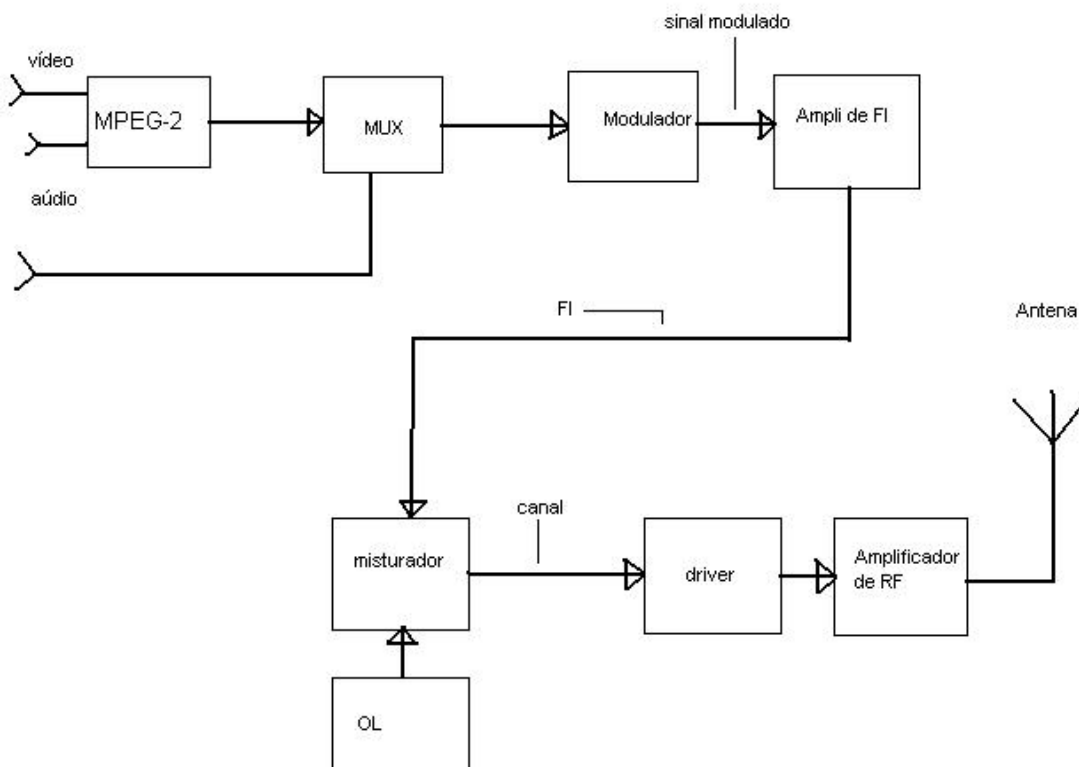 sinal modulado
vídeo
MPEG-2
MUX
Modulador
Ampli de FI
aúdio
FI
Antena
canal
misturador
driver
Amplificador
de RF
OL